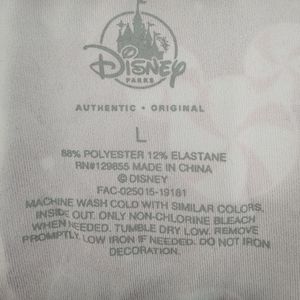 Disney
PARKS
AUTHENTIC • ORIGINAL
L
88% POLYESTER 12% ELASTANE
RN#129855 MADE IN CHINA
© DISNEY
FAC-025016-19181
MACHINE WASH COLD WITH SIMILAR COLORS,
INSIDE OUT. ONLY NON-CHLORINE BLEACH
WHEN NEEDED. TUMBLE DRY LOW. REMOVE
PROMPTLY. LOW IRON IF NEEDED. DO NOT IRON
DECORATION.